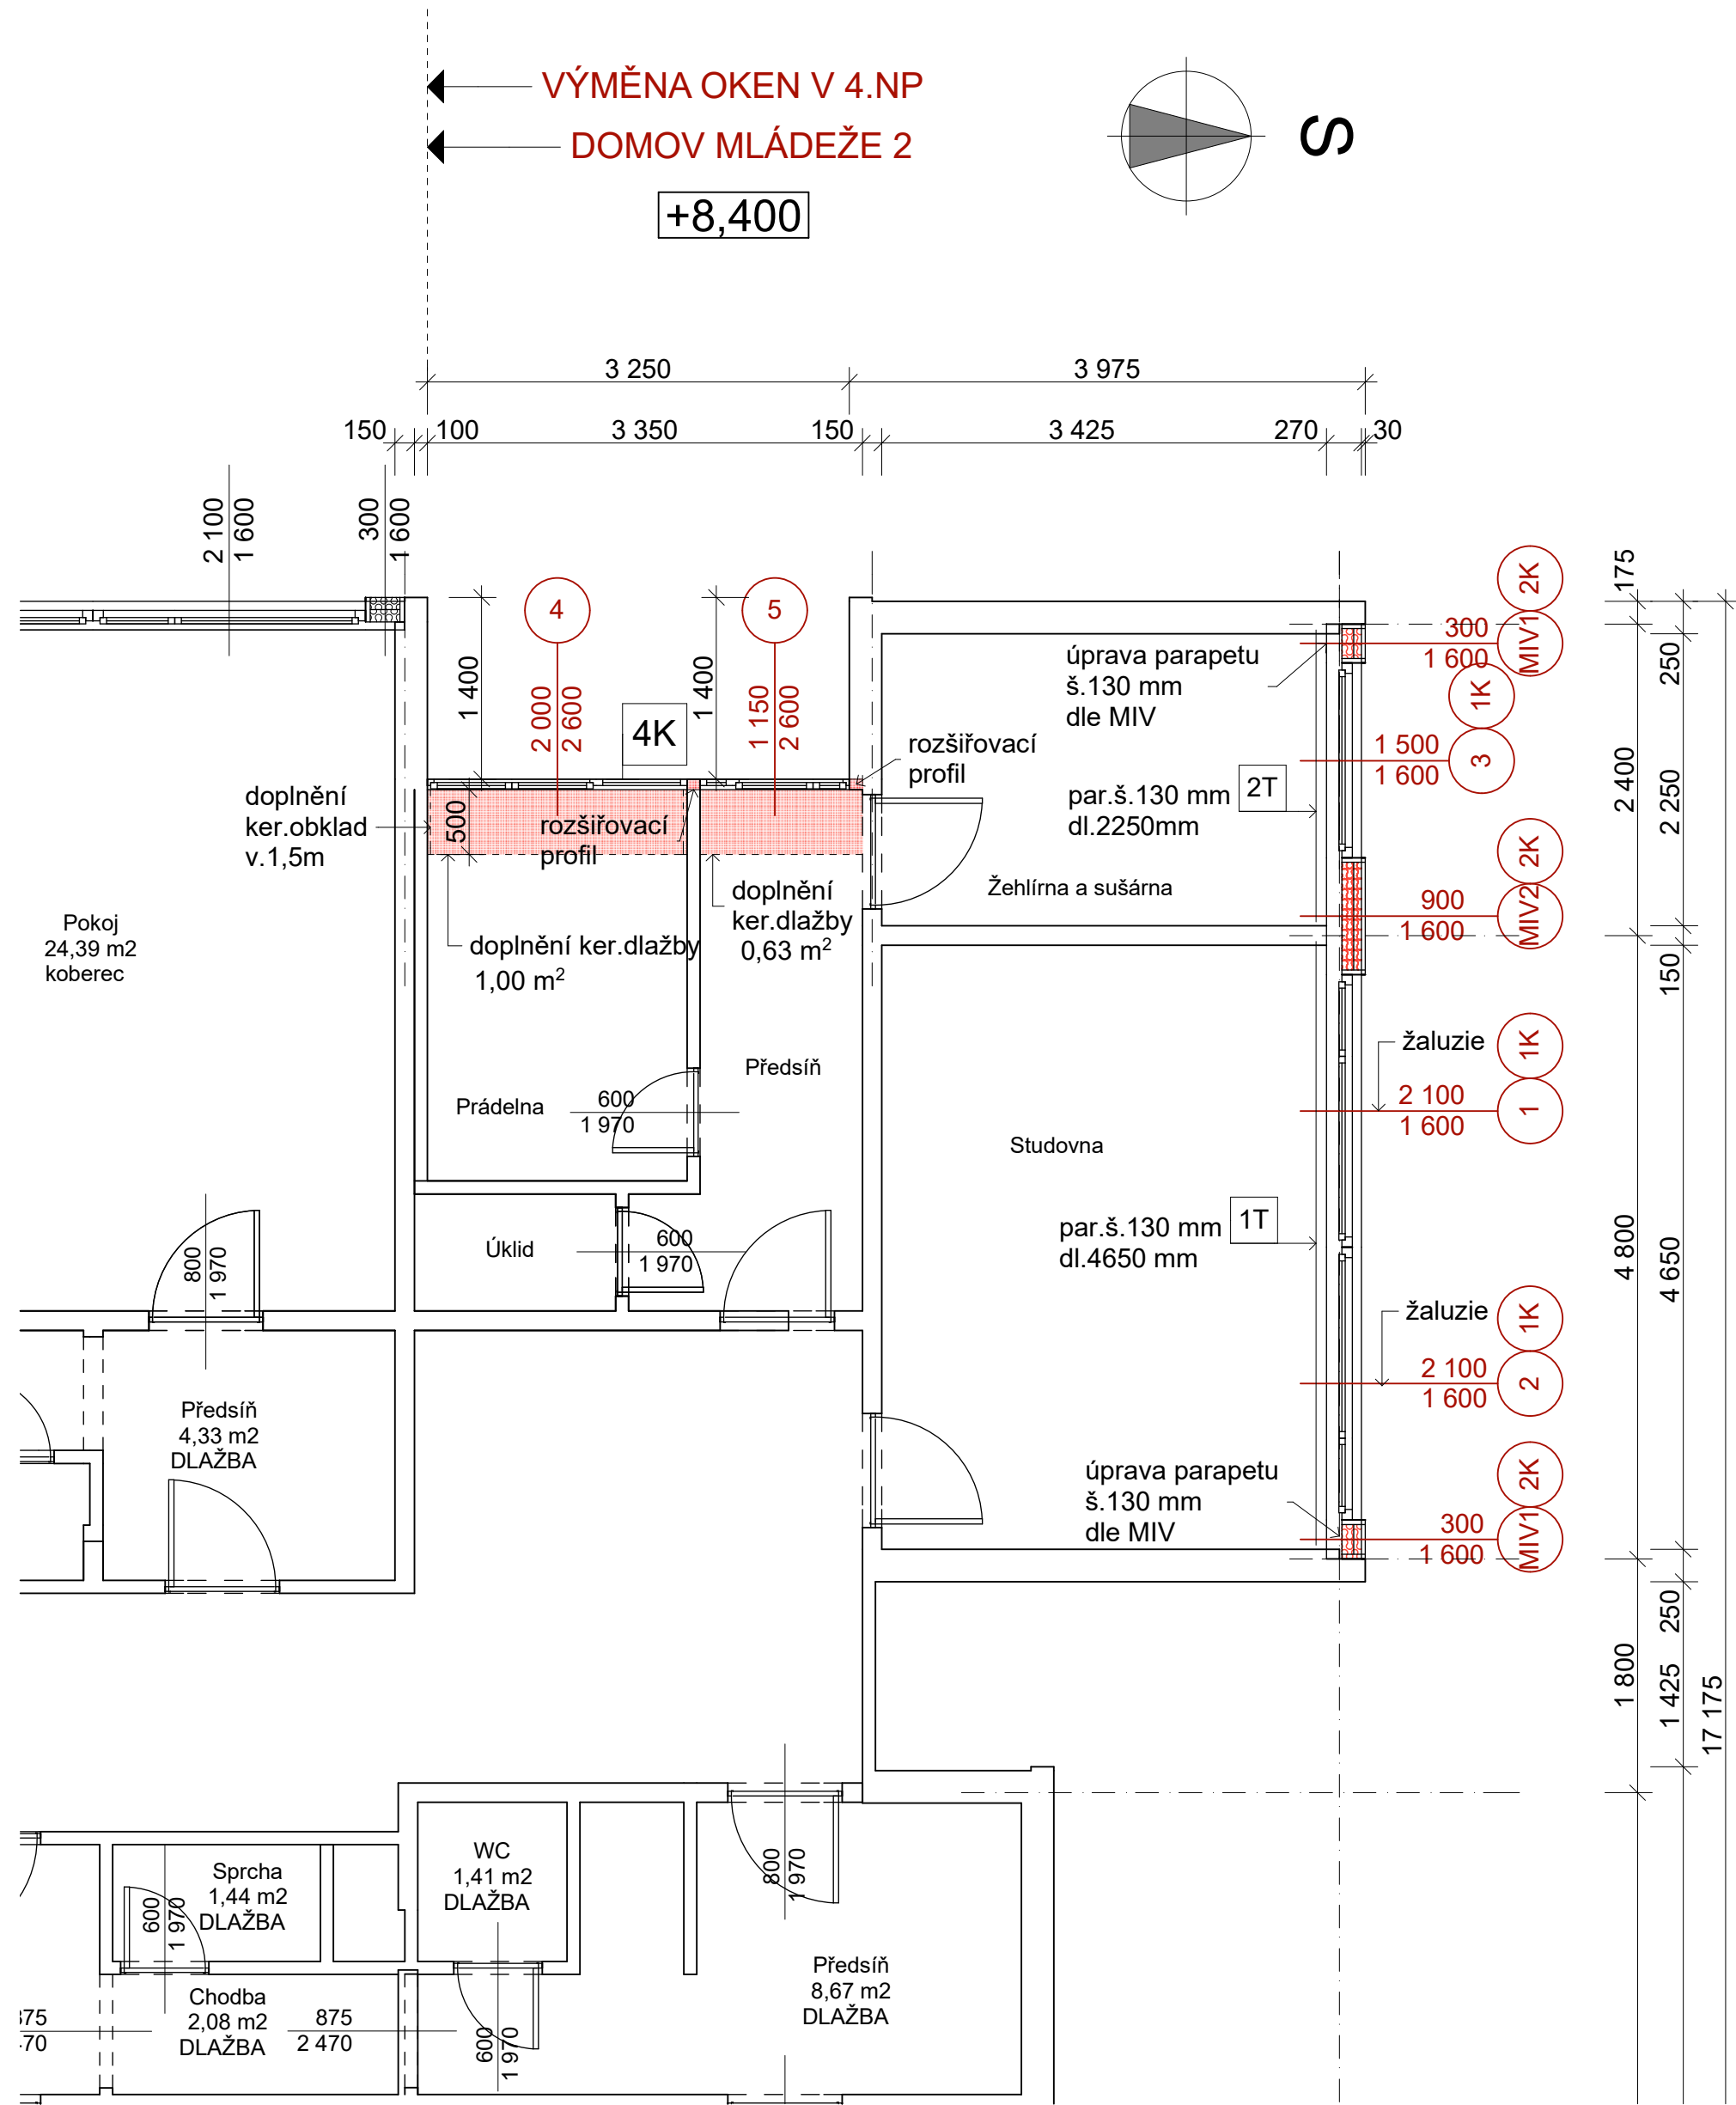 VÝMĚNA OKEN V 4.NP
DOMOV MLÁDEŽE 2
+8,400
S
3 250
3 975
150
100
3 350
150
3 425
270
30
2 100
1 600
300
1 600
1 400
4
2 000
2 600
4K
1 400
5
1 150
2 600
rozšiřovací
profil
úprava parapetu
š.130 mm
dle MIV
300
1 600
MIV1
2K
175
250
1 500
1 600
3
1K
2 400
2 250
par.š.130 mm
dl.2250mm
2T
doplnění
ker.obklad
v.1,5m
500
rozšiřovací
profil
Žehlírna a sušárna
900
1 600
MIV2
2K
150
Pokoj
24,39 m2
koberec
doplnění ker.dlažby
1,00 m²
doplnění
ker.dlažby
0,63 m²
žaluzie
1K
2 100
1 600
1
Předsíň
Prádelna
600
1 970
Studovna
Úklid
600
1 970
par.š.130 mm
dl.4650 mm
1T
4 800
4 650
800
1 970
žaluzie
1K
2 100
1 600
2
Předsíň
4,33 m2
DLAŽBA
úprava parapetu
š.130 mm
dle MIV
300
1 600
MIV1
2K
250
1 800
1 425
17 175
WC
1,41 m2
DLAŽBA
800
1 970
Sprcha
1,44 m2
DLAŽBA
600
1 970
Předsíň
8,67 m2
DLAŽBA
Chodba
2,08 m2
DLAŽBA
875
2 470
600
1 970